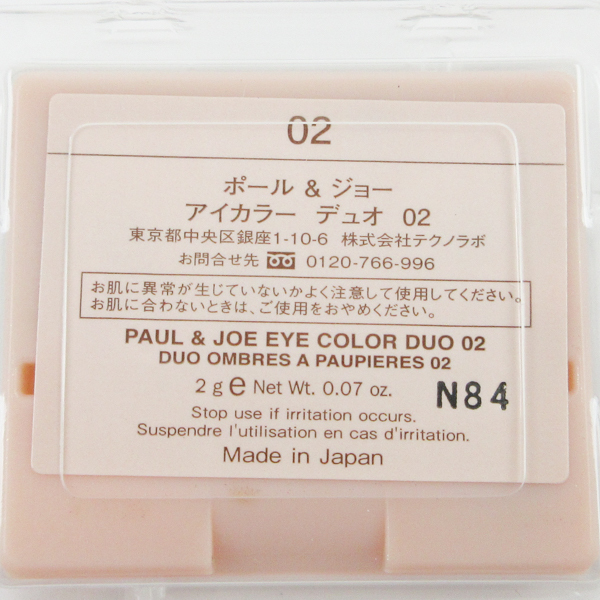 02
ポール & ジョー
アイカラー デュオ 02
東京都中央区銀座1-10-6 株式会社テクノラボ
お問合せ先 0120-766-996
お肌に異常が生じていないかよく注意して使用してください。
お肌に合わないときは、ご使用をおやめください。
PAUL & JOE EYE COLOR DUO 02
DUO OMBRES A PAUPIERES 02
2 g e Net Wt. 0.07 oz.
N84
Stop use if irritation occurs.
Suspendre l'utilisation en cas d'irritation.
Made in Japan